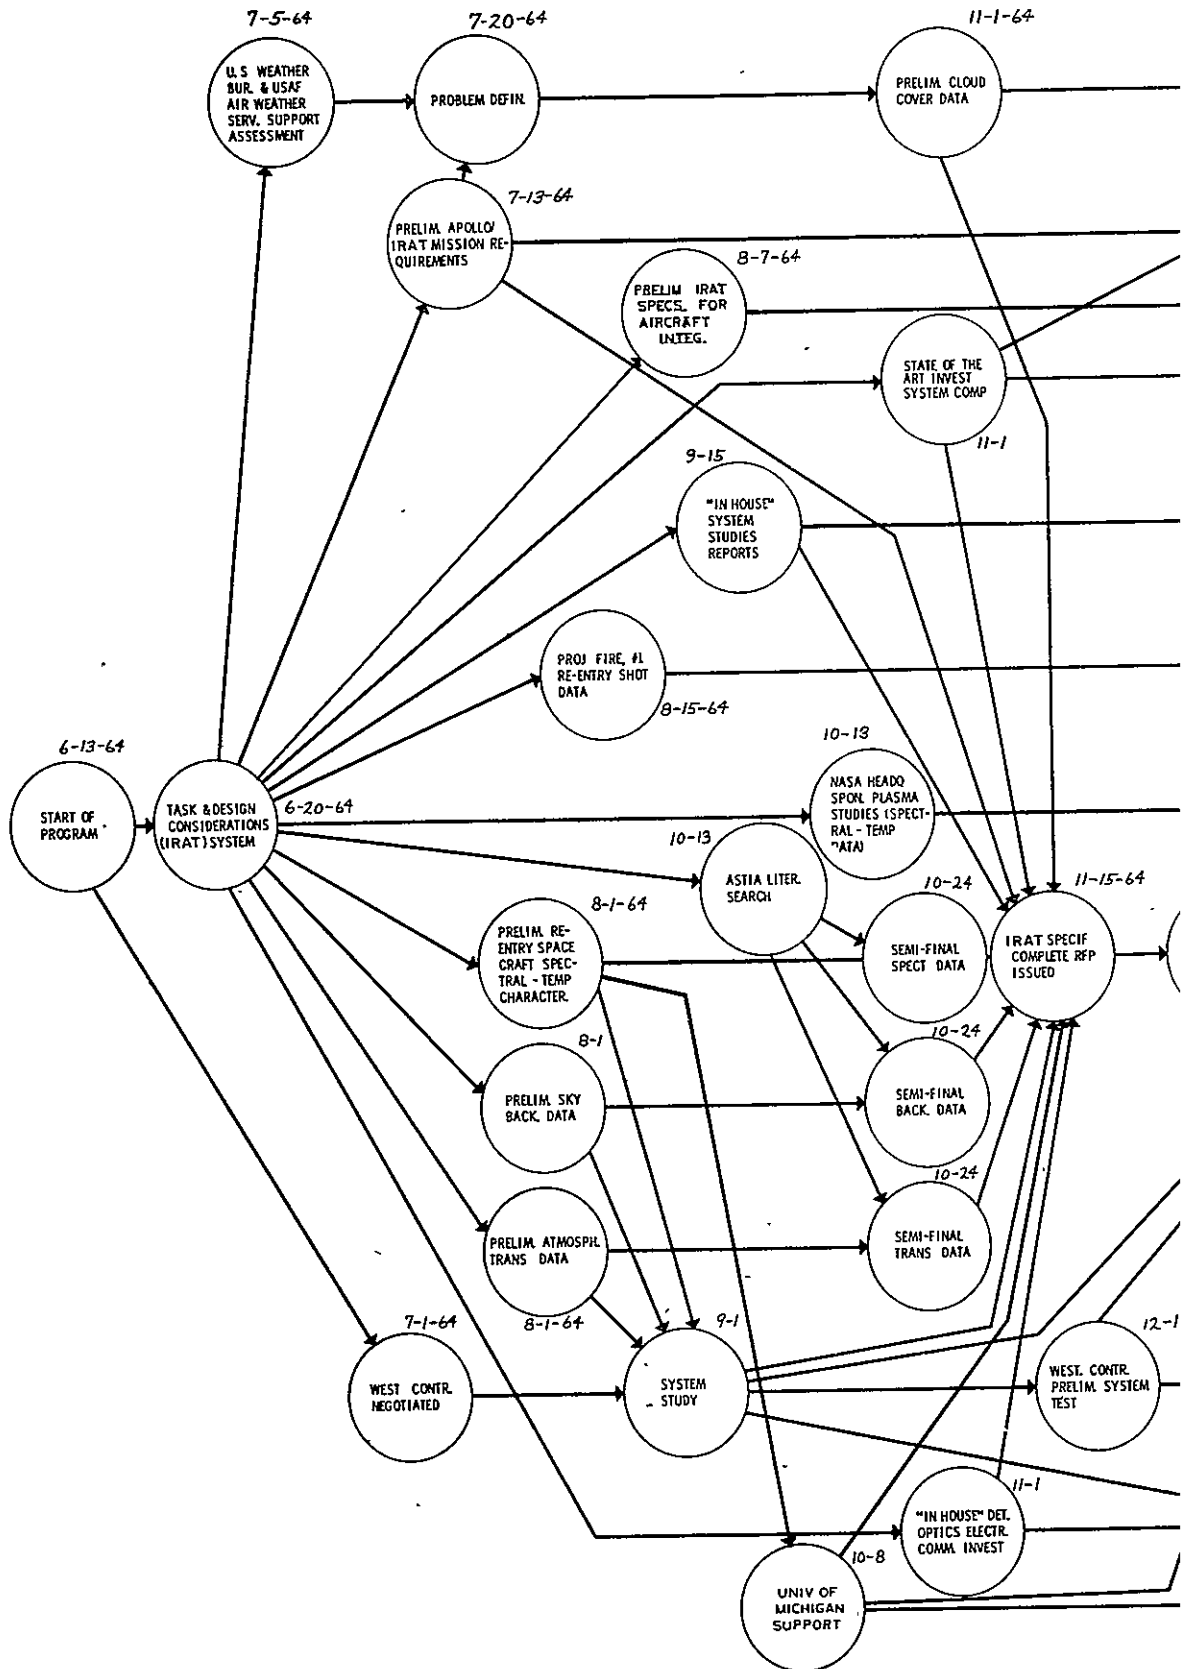 7-5-64
7-20-64
11-1-64
U.S WEATHER
BUR. & USAF
AIR WEATHER
SERV. SUPPORT
ASSESSMENT
PROBLEM DEFIN.
PRELIM. CLOUD
COVER DATA
7-13-64
PRELIM. APOLLO/
IRAT MISSION RE-
QUIREMENTS
8-7-64
PRELIM IRAT
SPECS. FOR
AIRCRAFT
INTEG.
STATE OF THE
ART INVEST
SYSTEM COMP
11-1
9-15
"IN HOUSE"
SYSTEM
STUDIES
REPORTS
PROJ FIRE, #1
RE-ENTRY SHOT
DATA
8-15-64
6-13-64
START OF
PROGRAM
TASK & DESIGN
CONSIDERATIONS
(IRAT) SYSTEM
6-20-64
10-13
NASA HEADQ
SPON. PLASMA
STUDIES (SPECT-
RAL - TEMP
DATA)
10-13
ASTIA LITER.
SEARCH
8-1-64
PRELIM. RE-
ENTRY SPACE
CRAFT SPEC-
TRAL - TEMP
CHARACTER.
10-24
SEMI-FINAL
SPECT DATA
11-15-64
IRAT SPECIF
COMPLETE RFP
ISSUED
8-1
PRELIM. SKY
BACK. DATA
10-24
SEMI-FINAL
BACK. DATA
PRELIM. ATMOSPH.
TRANS DATA
8-1-64
10-24
SEMI-FINAL
TRANS DATA
7-1-64
WEST CONTR.
NEGOTIATED
9-1
SYSTEM
STUDY
12-1
WEST. CONTR.
PRELIM. SYSTEM
TEST
11-1
"IN HOUSE" DET.
OPTICS ELECTR.
COMM. INVEST
10-8
UNIV OF
MICHIGAN
SUPPORT